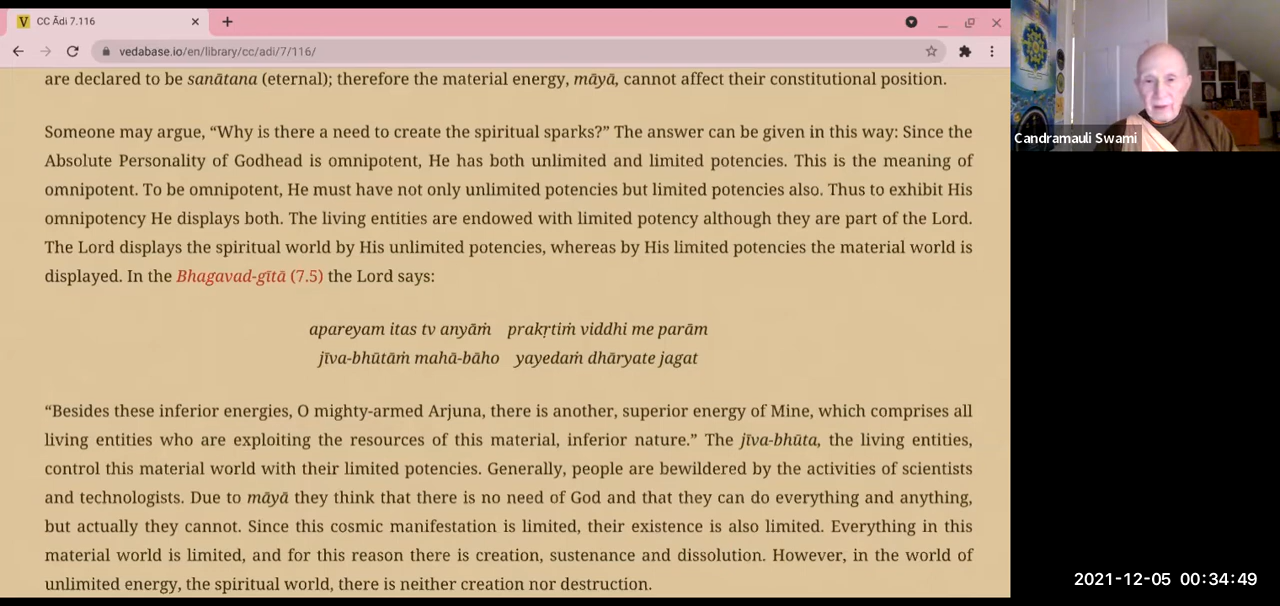 CC Ādi 7.116
vedabase.io/en/library/cc/adi/7/116/
are declared to be sanātana (eternal); therefore the material energy, māyā, cannot affect their constitutional position.
Someone may argue, “Why is there a need to create the spiritual sparks?” The answer can be given in this way: Since the
Absolute Personality of Godhead is omnipotent, He has both unlimited and limited potencies. This is the meaning of
omnipotent. To be omnipotent, He must have not only unlimited potencies but limited potencies also. Thus to exhibit His
omnipotency He displays both. The living entities are endowed with limited potency although they are part of the Lord.
The Lord displays the spiritual world by His unlimited potencies, whereas by His limited potencies the material world is
displayed. In the Bhagavad-gītā (7.5) the Lord says:
apareyam itas tv anyāṁ prakṛtiṁ viddhi me parām
jīva-bhūtāṁ mahā-bāho yayedaṁ dhāryate jagat
“Besides these inferior energies, O mighty-armed Arjuna, there is another, superior energy of Mine, which comprises all
living entities who are exploiting the resources of this material, inferior nature.” The jīva-bhūta, the living entities,
control this material world with their limited potencies. Generally, people are bewildered by the activities of scientists
and technologists. Due to māyā they think that there is no need of God and that they can do everything and anything,
but actually they cannot. Since this cosmic manifestation is limited, their existence is also limited. Everything in this
material world is limited, and for this reason there is creation, sustenance and dissolution. However, in the world of
unlimited energy, the spiritual world, there is neither creation nor destruction.
Candramauli Swami
2021-12-05 00:34:49